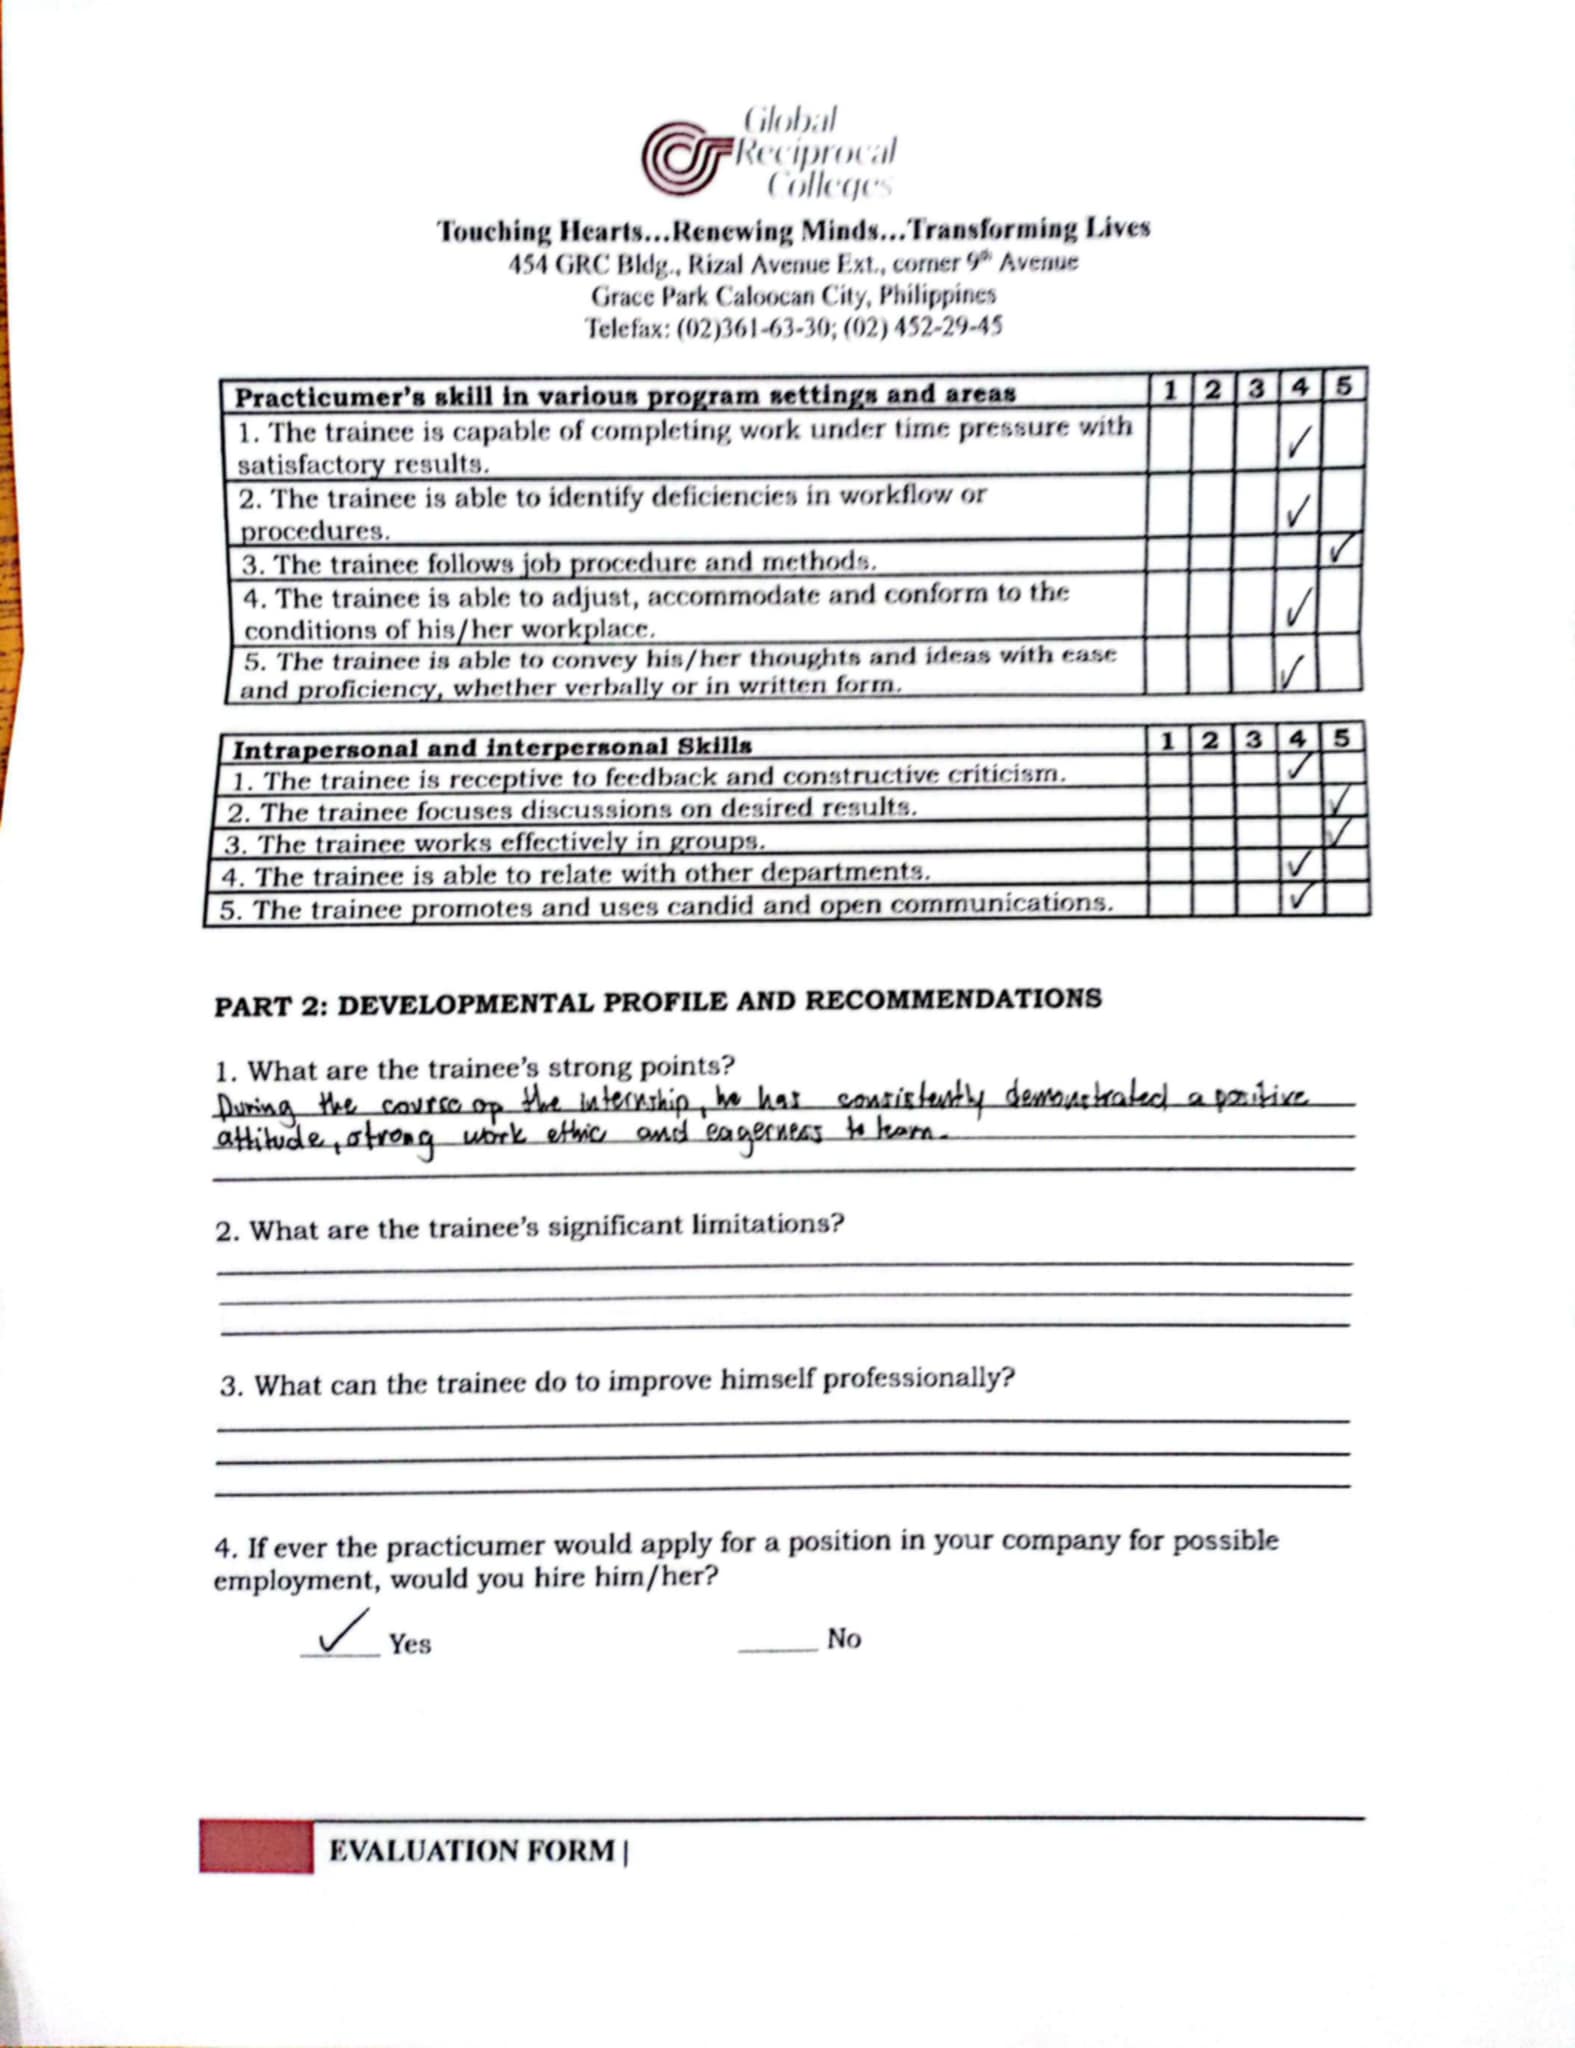 Global
Reciprocal
Colleges
Touching Hearts...Renewing Minds...Transforming Lives
454 GRC Bldg., Rizal Avenue Ext., corner 9th Avenue
Grace Park Caloocan City, Philippines
Telefax: (02)361-63-30; (02) 452-29-45
Practicumer's skill in various program settings and areas 1 2 3 4 5
1. The trainee is capable of completing work under time pressure with
satisfactory results. ✓
2. The trainee is able to identify deficiencies in workflow or
procedures. ✓
3. The trainee follows job procedure and methods. ✓
4. The trainee is able to adjust, accommodate and conform to the
conditions of his/her workplace. ✓
5. The trainee is able to convey his/her thoughts and ideas with ease
and proficiency, whether verbally or in written form. ✓
Intrapersonal and interpersonal Skills 1 2 3 4 5
1. The trainee is receptive to feedback and constructive criticism. ✓
2. The trainee focuses discussions on desired results. ✓
3. The trainee works effectively in groups. ✓
4. The trainee is able to relate with other departments. ✓
5. The trainee promotes and uses candid and open communications. ✓
PART 2: DEVELOPMENTAL PROFILE AND RECOMMENDATIONS
1. What are the trainee's strong points?
During the course op the internship, he has consistently demonstrated a positive
attitude, strong work ethic and eagerness to learn.
2. What are the trainee's significant limitations?
3. What can the trainee do to improve himself professionally?
4. If ever the practicumer would apply for a position in your company for possible
employment, would you hire him/her?
✓ Yes No
EVALUATION FORM |